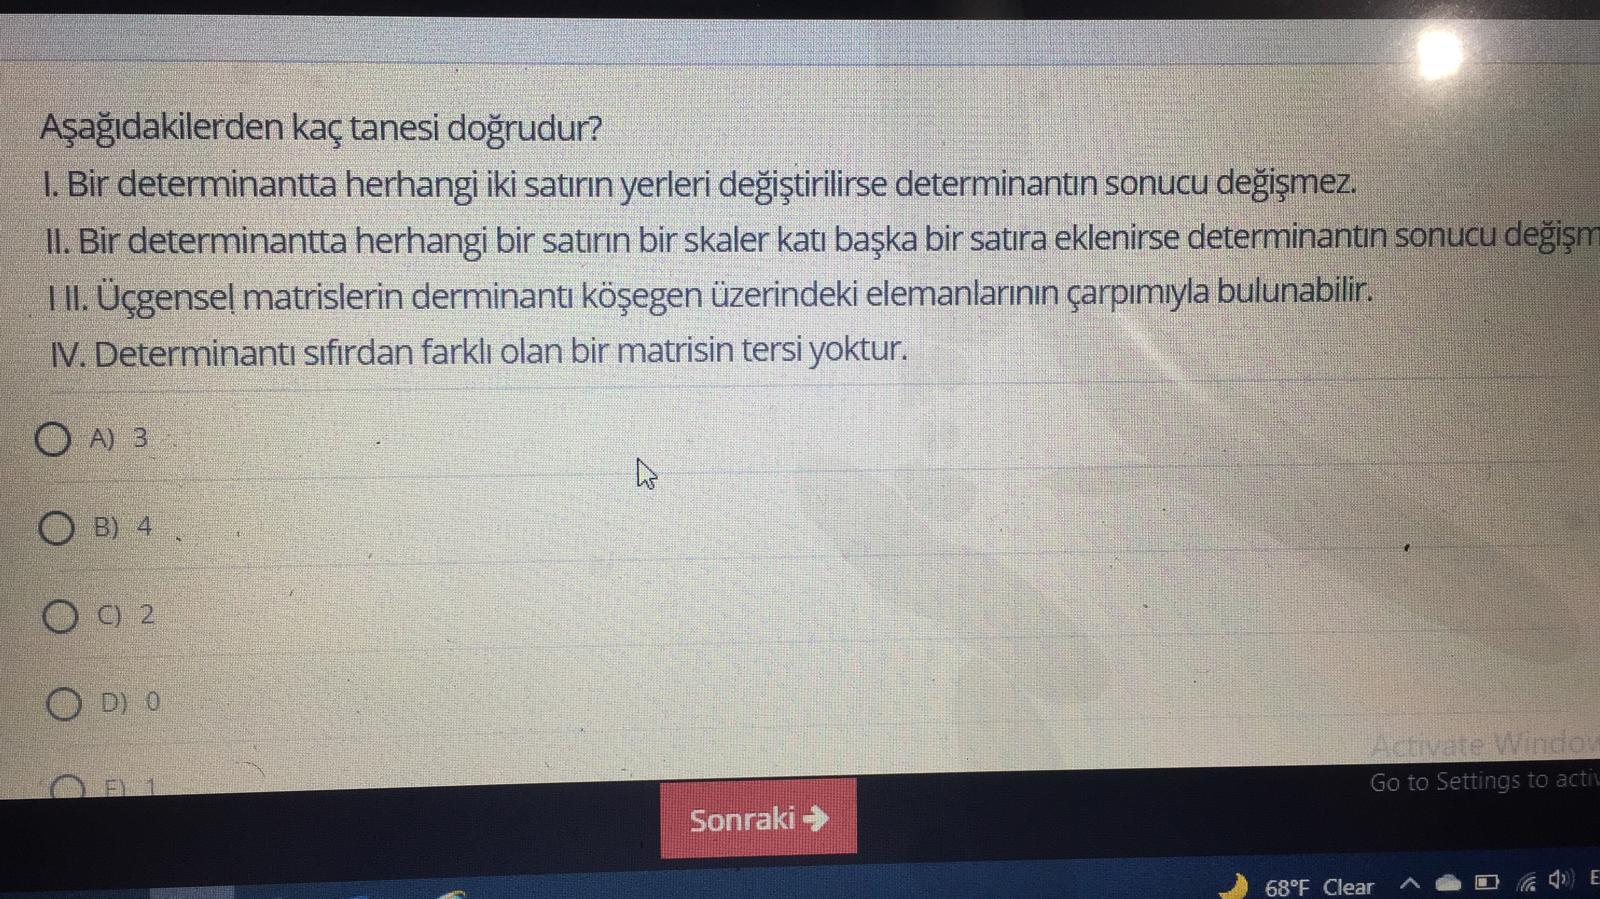 Aşağıdakilerden kaç tanesi doğrudur?
I. Bir determinantta herhangi iki satırın yerleri değiştirilirse determinantın sonucu değişmez.
II. Bir determinantta herhangi bir satırın bir skaler katı başka bir satıra eklenirse determinantın sonucu değişm
I II. Üçgensel matrislerin derminantı köşegen üzerindeki elemanlarının çarpımıyla bulunabilir.
IV. Determinantı sıfırdan farklı olan bir matrisin tersi yoktur.
A) 3
B) 4
C) 2
D) 0
E) 1
Activate Window
Go to Settings to activ
Sonraki
68°F Clear
E